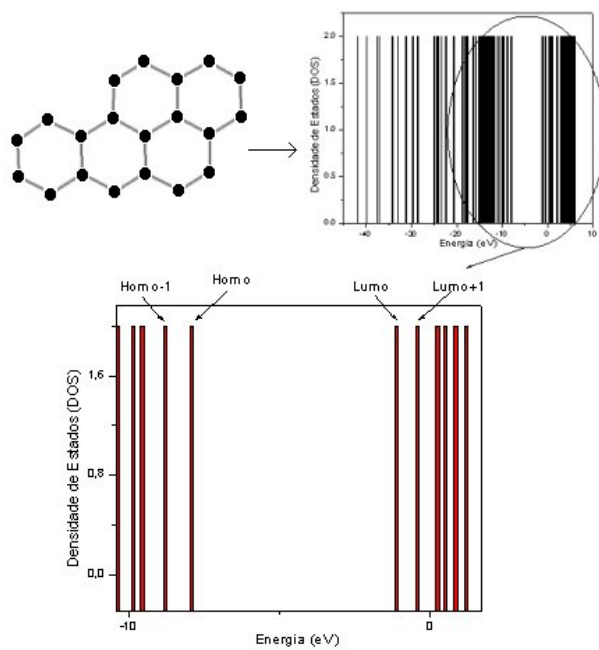 Densidade de Estados (DOS)
2.0
1.5
1.0
0.5
0.0
-40
-30
-20
-10
0
10
Energia (eV)
Homo-1
Homo
Lumo
Lumo+1
Densidade de Estados (DOS)
1,6
0,8
0,0
-10
0
Energia (eV)